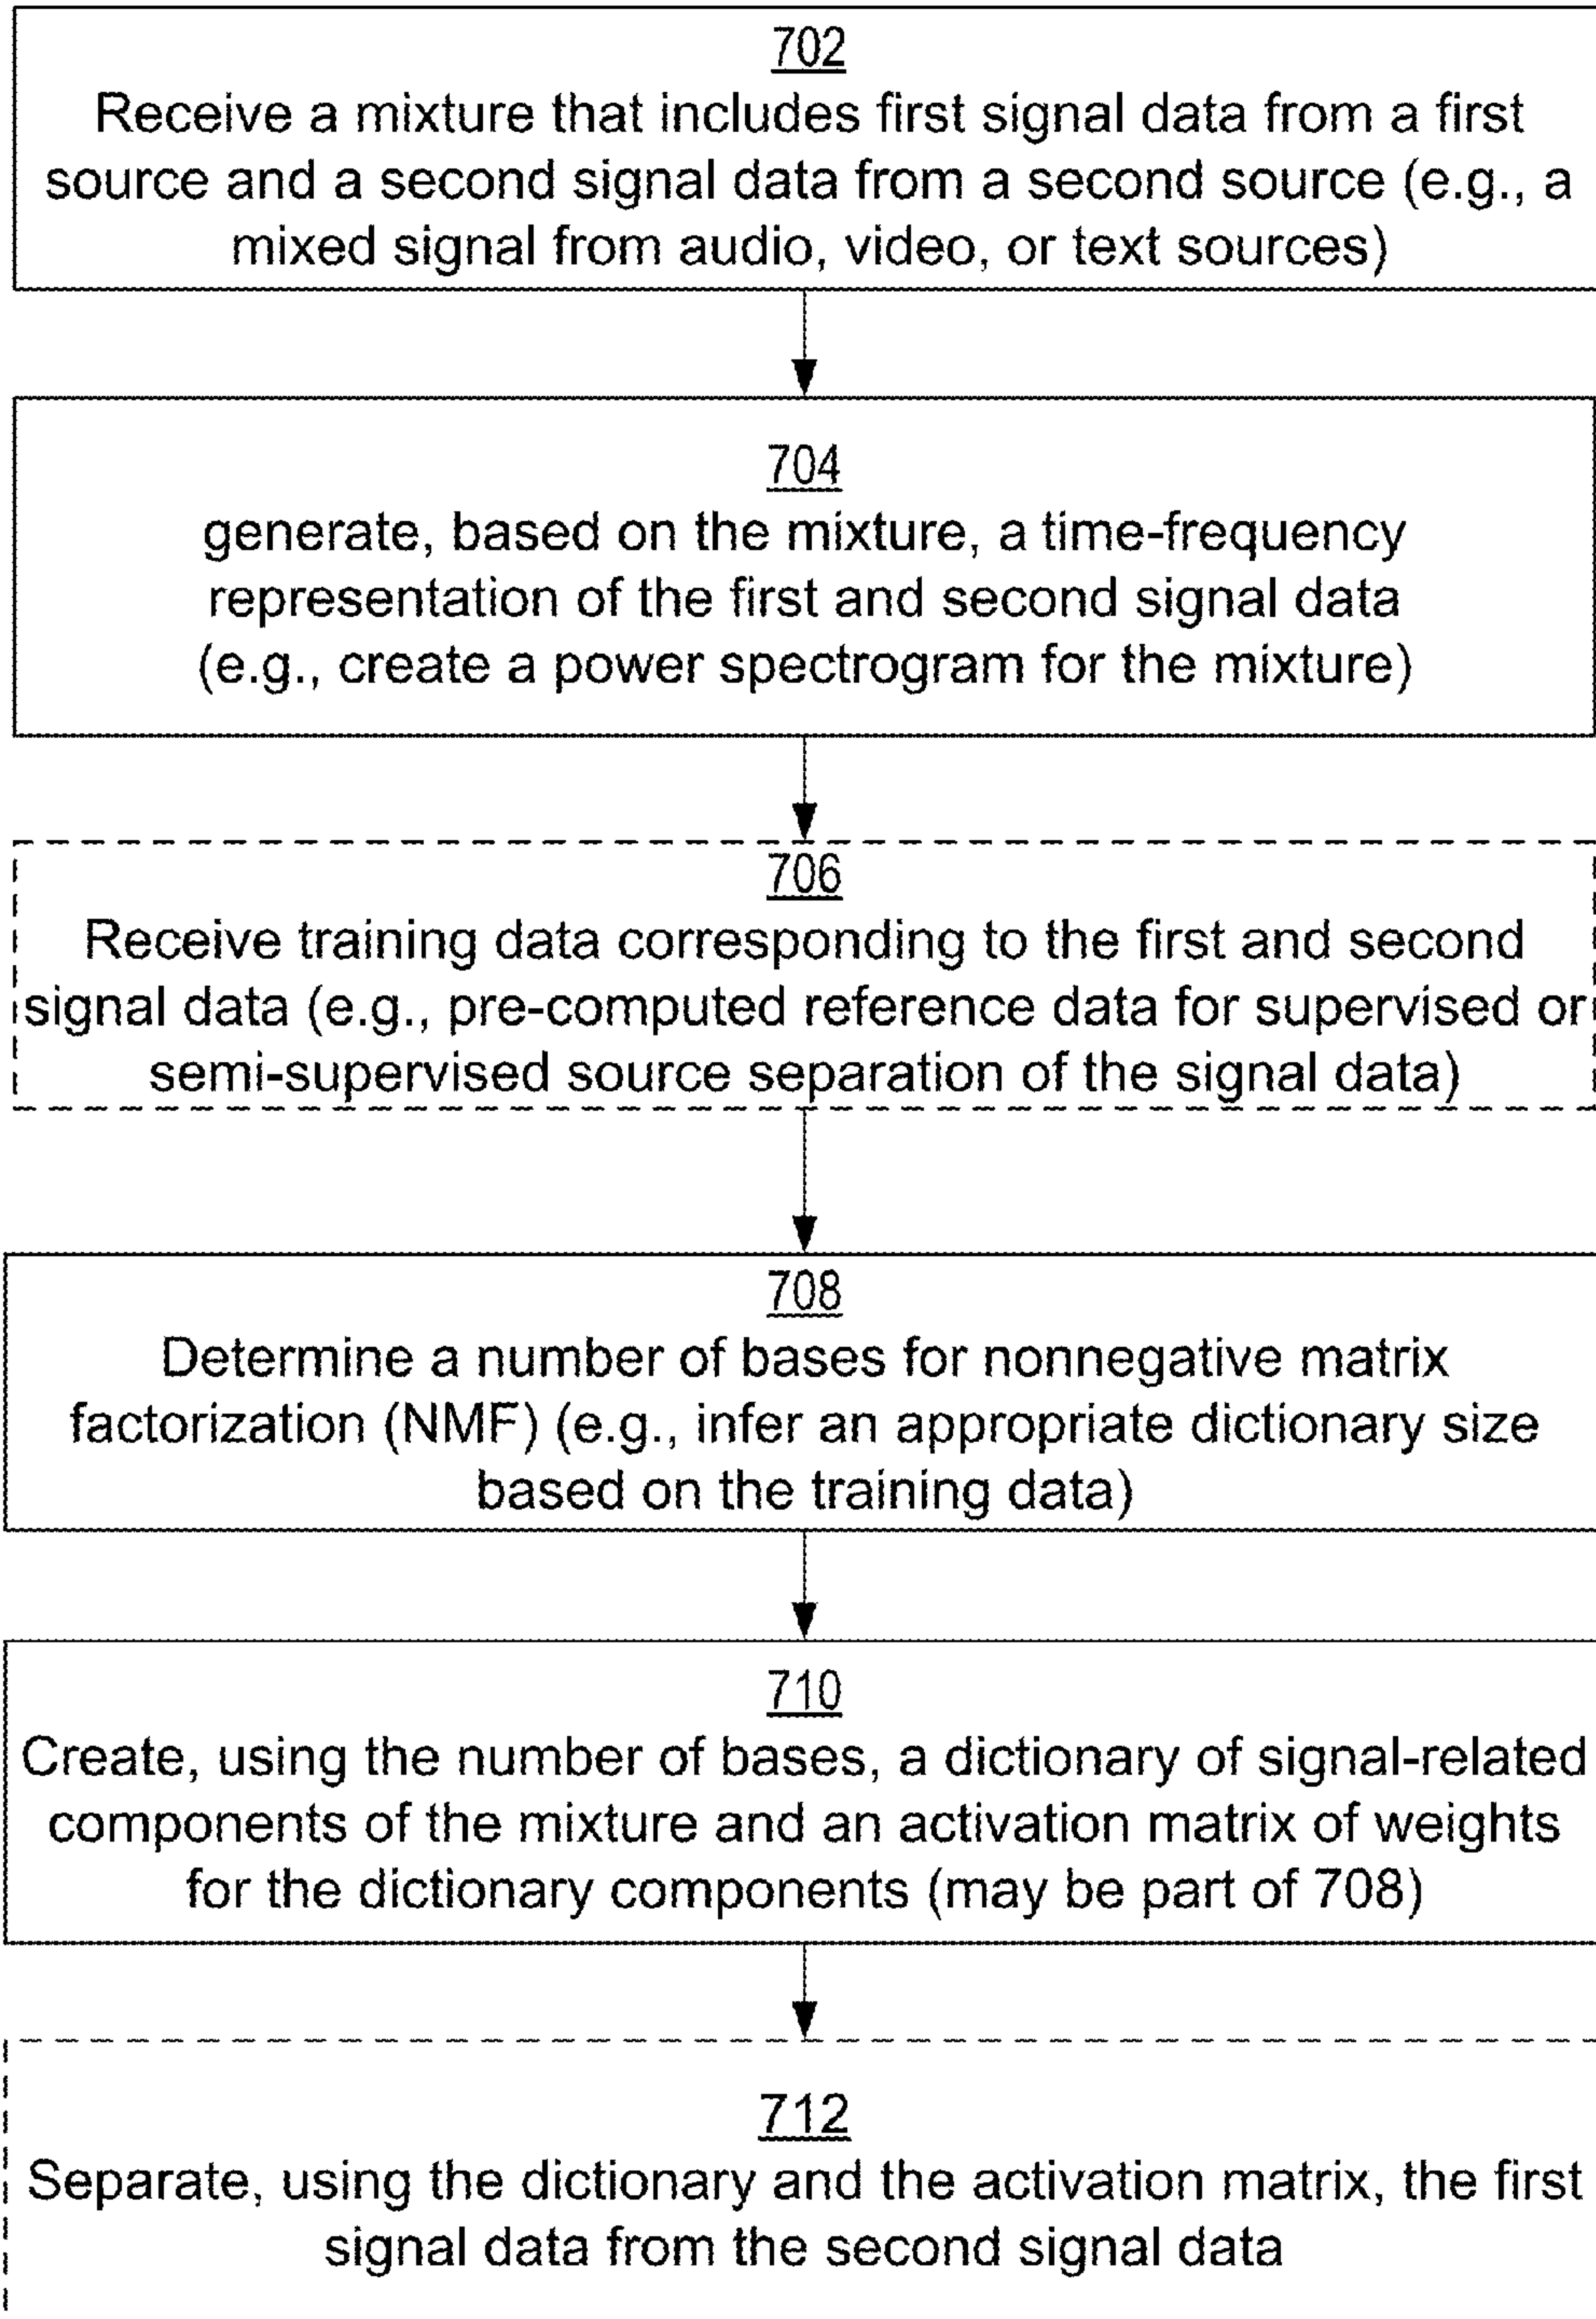 702
Receive a mixture that includes first signal data from a first
source and a second signal data from a second source (e.g., a
mixed signal from audio, video, or text sources)
704
generate, based on the mixture, a time-frequency
representation of the first and second signal data
(e.g., create a power spectrogram for the mixture)
706
Receive training data corresponding to the first and second
signal data (e.g., pre-computed reference data for supervised or
semi-supervised source separation of the signal data)
708
Determine a number of bases for nonnegative matrix
factorization (NMF) (e.g., infer an appropriate dictionary size
based on the training data)
710
Create, using the number of bases, a dictionary of signal-related
components of the mixture and an activation matrix of weights
for the dictionary components (may be part of 708)
712
Separate, using the dictionary and the activation matrix, the first
signal data from the second signal data